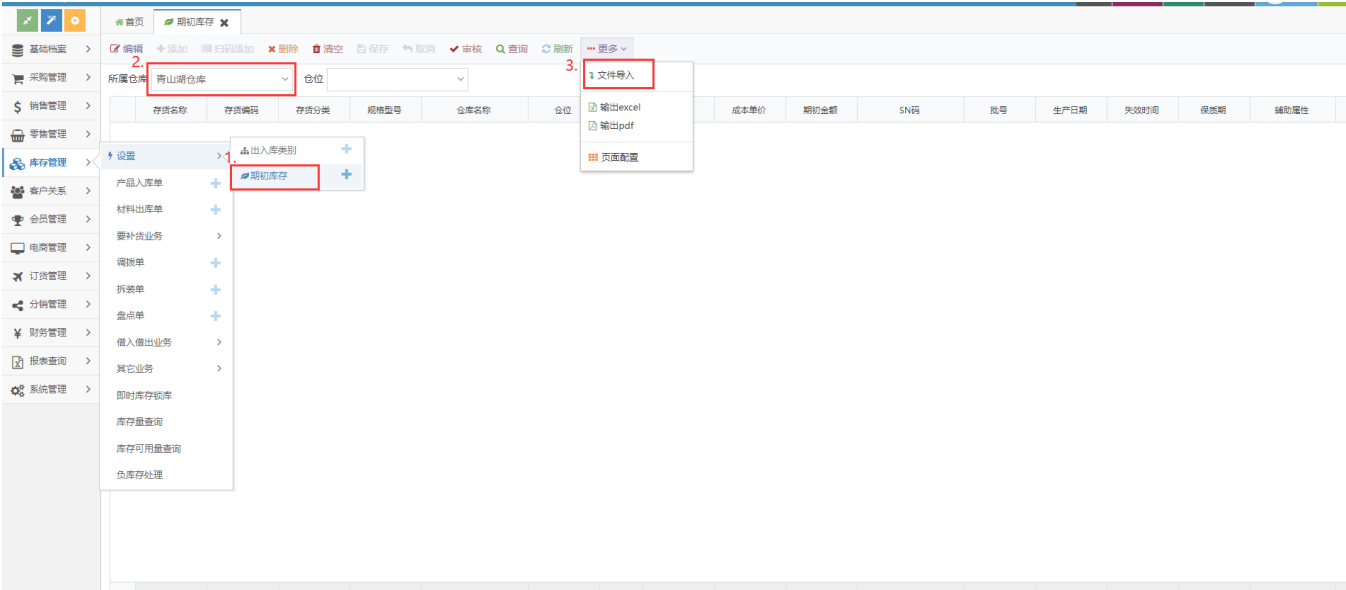 首页 期初库存
编辑 添加 扫码添加 删除 清空 保存 取消 审核 查询 刷新 更多
2.
所属仓库 青山湖仓库 仓位
3.
文件导入
输出excel
输出pdf
页面配置
存货名称 存货编码 存货分类 规格型号 仓库名称 仓位 成本单价 期初金额 SN码 批号 生产日期 失效时间 保质期 辅助属性
基础档案
采购管理
销售管理
零售管理
库存管理
客户关系
会员管理
电商管理
订货管理
分销管理
财务管理
报表查询
系统管理
设置
产品入库单
材料出库单
要补货业务
调拨单
拆装单
盘点单
借入借出业务
其它业务
即时库存锁库
库存量查询
库存可用量查询
负库存处理
1.
出入库类别
期初库存